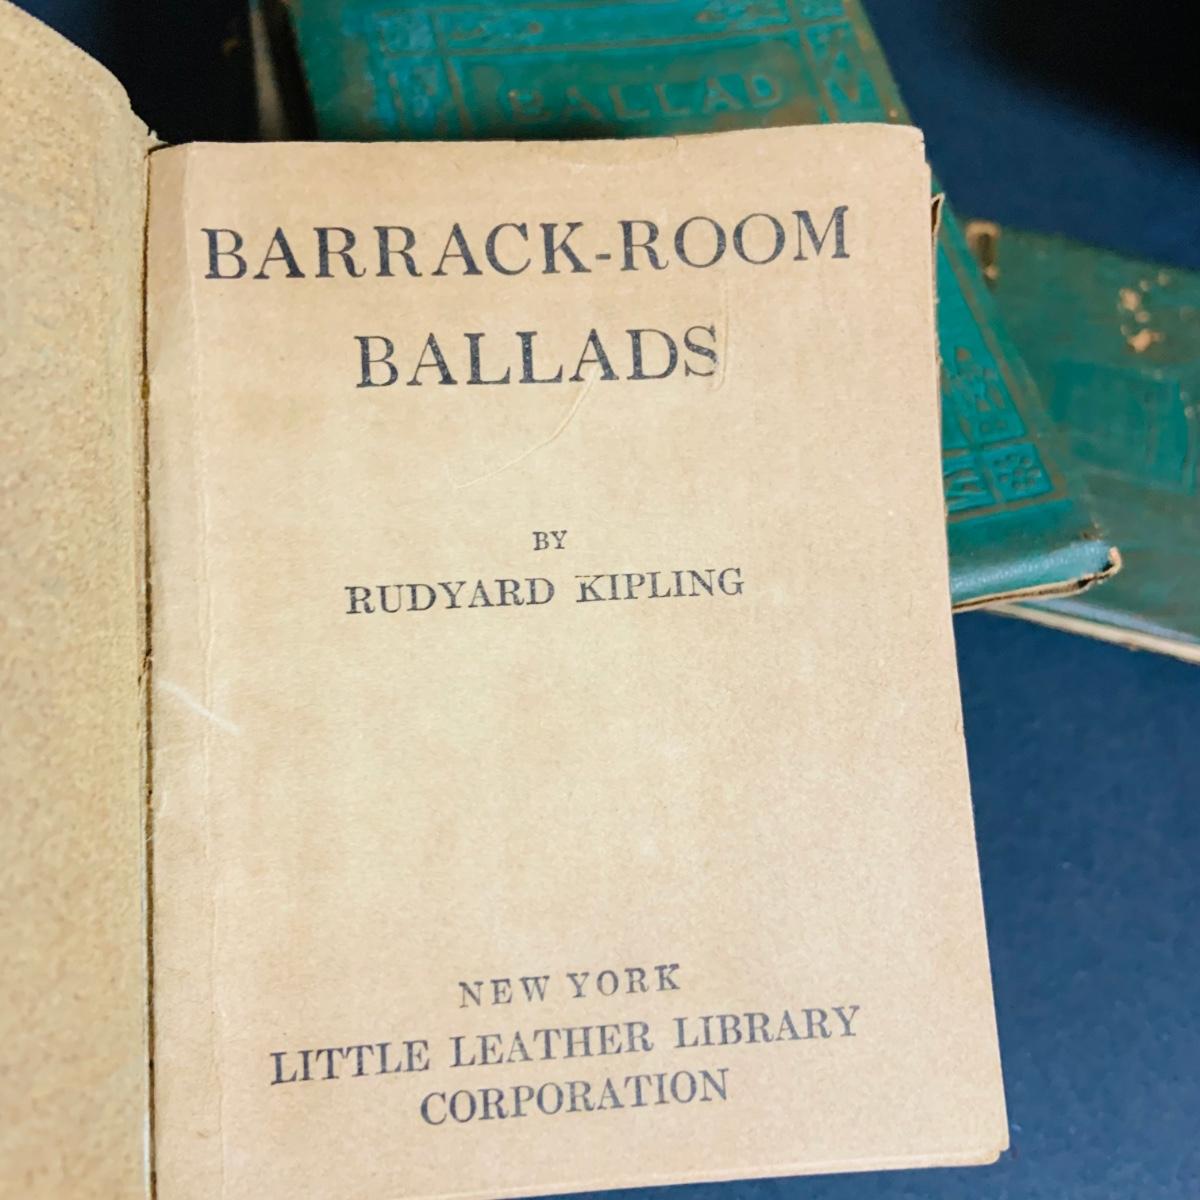 BALLAD
BARRACK-ROOM
BALLADS
BY
RUDYARD KIPLING
NEW YORK
LITTLE LEATHER LIBRARY
CORPORATION